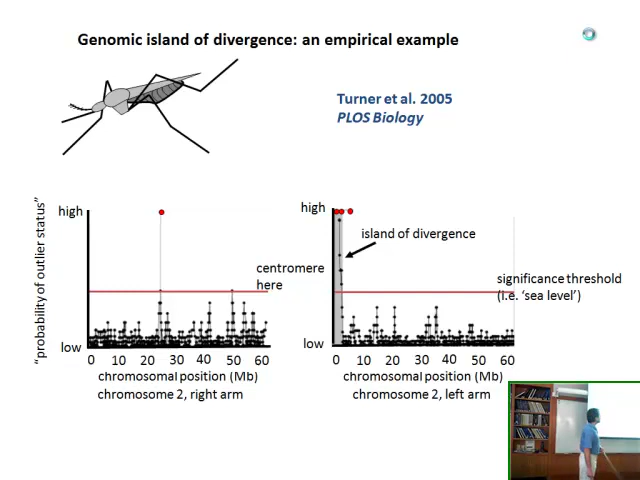 Genomic island of divergence: an empirical example
Turner et al. 2005
PLOS Biology
"probability of outlier status"
high
low
0 10 20 30 40 50 60
chromosomal position (Mb)
chromosome 2, right arm
centromere
here
high
low
island of divergence
significance threshold
(i.e. 'sea level')
0 10 20 30 40 50 60
chromosomal position (Mb)
chromosome 2, left arm